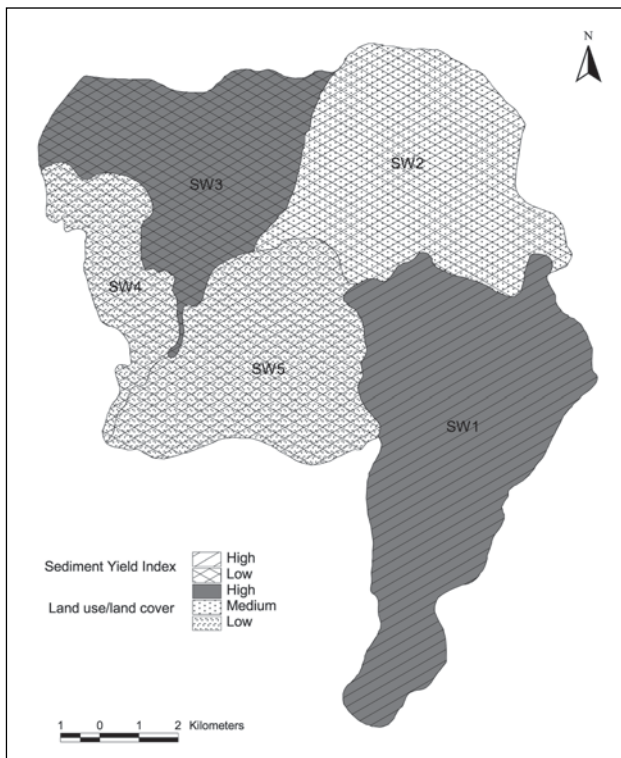 N
SW3
SW2
SW4
SW5
SW1
Sediment Yield Index
High
Low
High
Land use/land cover
Medium
Low
1 0 1 2 Kilometers